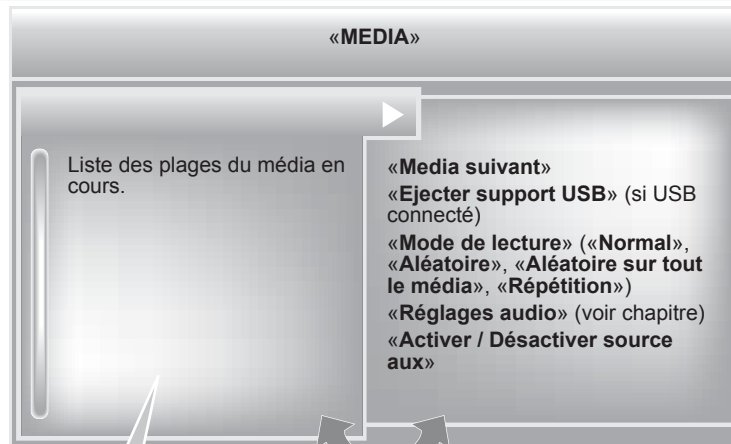 «MEDIA»
Liste des plages du média en
cours.
«Media suivant»
«Ejecter support USB» (si USB
connecté)
«Mode de lecture» («Normal»,
«Aléatoire», «Aléatoire sur tout
le média», «Répétition»)
«Réglages audio» (voir chapitre)
«Activer / Désactiver source
aux»